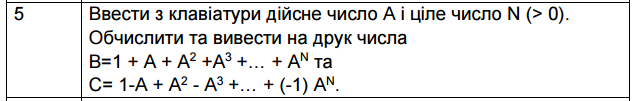 5
Ввести з клавіатури дійсне число А і ціле число N (> 0).
Обчислити та вивести на друк числа
B=1 + A + A² +A³ +… + Aᴺ та
C= 1-A + A² - A³ +… + (-1) Aᴺ.